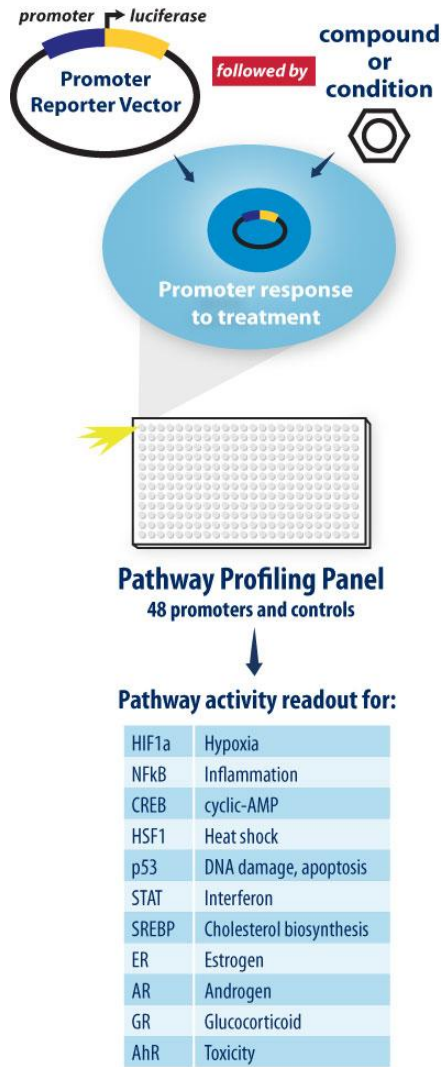 promoter luciferase
Promoter
Reporter Vector
followed by
compound
or
condition
Promoter response
to treatment
Pathway Profiling Panel
48 promoters and controls
Pathway activity readout for:
HIF1a Hypoxia
NFkB Inflammation
CREB cyclic-AMP
HSF1 Heat shock
p53 DNA damage, apoptosis
STAT Interferon
SREBP Cholesterol biosynthesis
ER Estrogen
AR Androgen
GR Glucocorticoid
AhR Toxicity